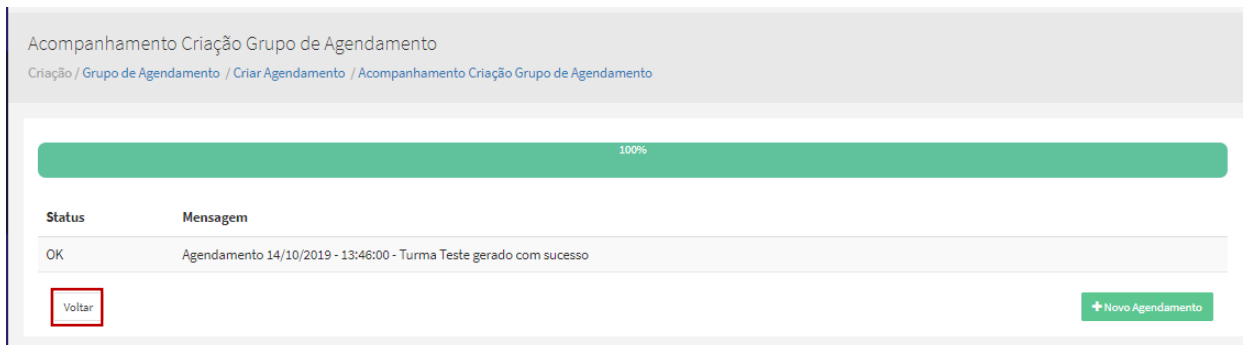 Acompanhamento Criação Grupo de Agendamento
Criação / Grupo de Agendamento / Criar Agendamento / Acompanhamento Criação Grupo de Agendamento
100%
Status Mensagem
OK Agendamento 14/10/2019 - 13:46:00 - Turma Teste gerado com sucesso
Voltar +Novo Agendamento